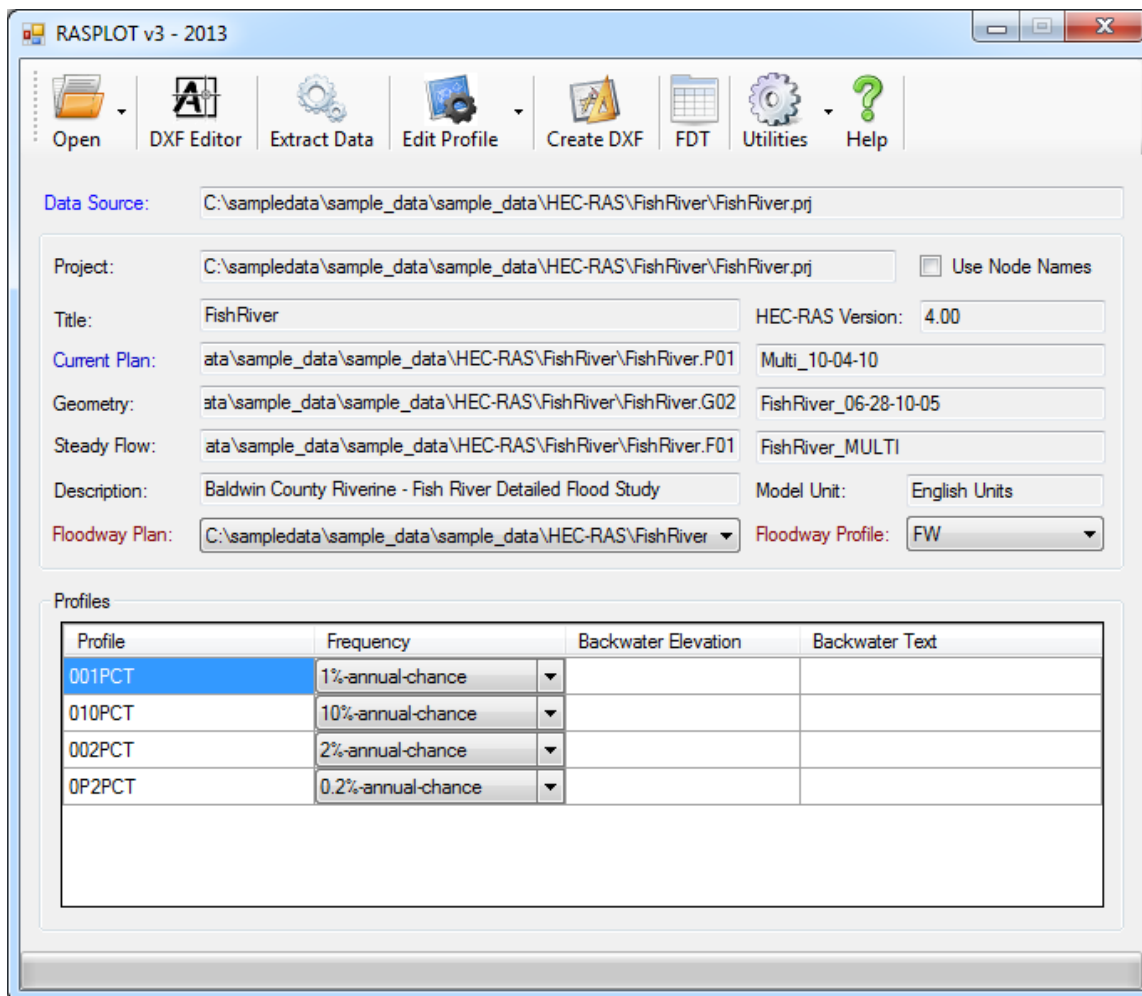 RASPLOT v3 - 2013
Open DXF Editor Extract Data Edit Profile Create DXF FDT Utilities Help
Data Source: C:\sampledata\sample_data\sample_data\HEC-RAS\FishRiver\FishRiver.prj
Project: C:\sampledata\sample_data\sample_data\HEC-RAS\FishRiver\FishRiver.prj Use Node Names
Title: FishRiver HEC-RAS Version: 4.00
Current Plan: ata\sample_data\sample_data\HEC-RAS\FishRiver\FishRiver.P01 Multi_10-04-10
Geometry: ata\sample_data\sample_data\HEC-RAS\FishRiver\FishRiver.G02 FishRiver_06-28-10-05
Steady Flow: ata\sample_data\sample_data\HEC-RAS\FishRiver\FishRiver.F01 FishRiver_MULTI
Description: Baldwin County Riverine - Fish River Detailed Flood Study Model Unit: English Units
Floodway Plan: C:\sampledata\sample_data\sample_data\HEC-RAS\FishRiver Floodway Profile: FW
Profiles
Profile Frequency Backwater Elevation Backwater Text
001PCT 1%-annual-chance
010PCT 10%-annual-chance
002PCT 2%-annual-chance
0P2PCT 0.2%-annual-chance